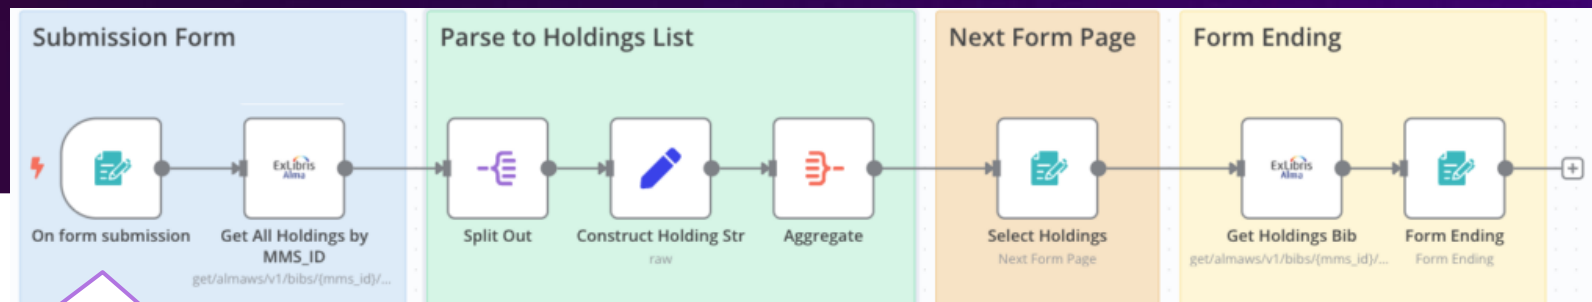 Submission Form
Parse to Holdings List
Next Form Page
Form Ending
ExLibris
Alma
ExLibris
Alma
On form submission
Get All Holdings by
MMS_ID
get/almaws/v1/bibs/{mms_id}/...
Split Out
Construct Holding Str
raw
Aggregate
Select Holdings
Next Form Page
Get Holdings Bib
get/almaws/v1/bibs/{mms_id}/...
Form Ending
Form Ending